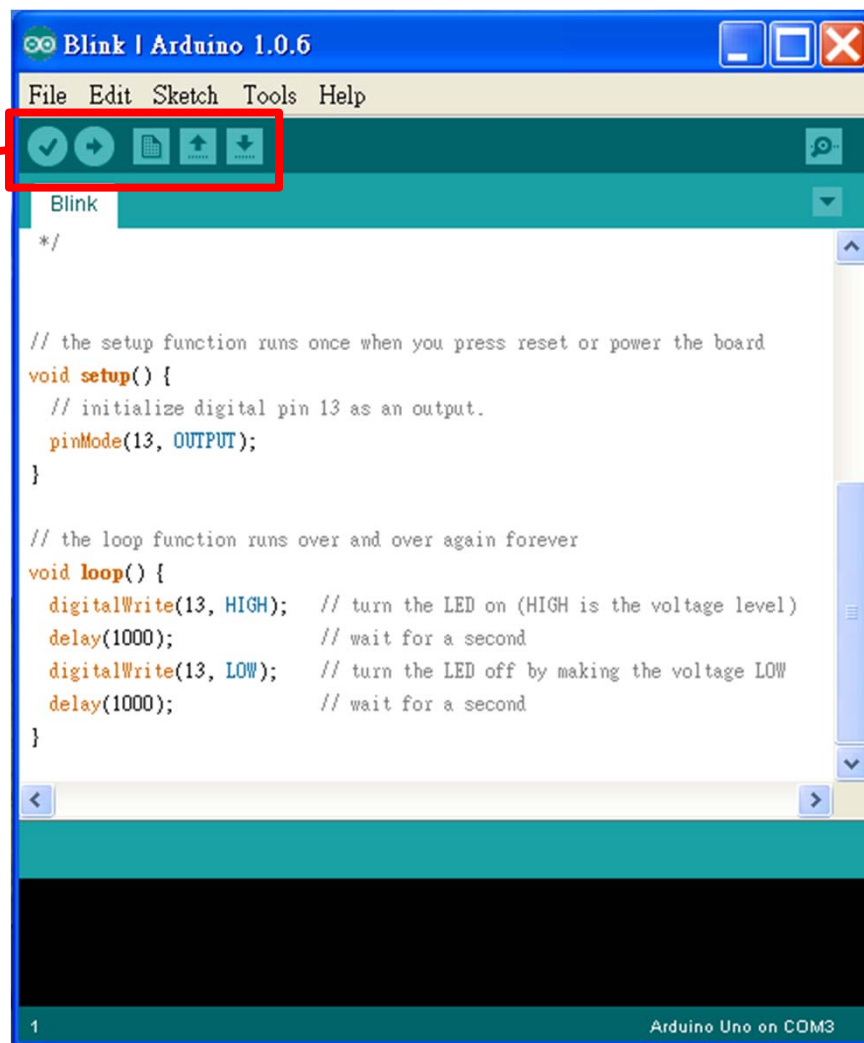 Blink | Arduino 1.0.6
File Edit Sketch Tools Help
Blink
*/
// the setup function runs once when you press reset or power the board
void setup() {
// initialize digital pin 13 as an output.
pinMode(13, OUTPUT);
}
// the loop function runs over and over again forever
void loop() {
digitalWrite(13, HIGH); // turn the LED on (HIGH is the voltage level)
delay(1000); // wait for a second
digitalWrite(13, LOW); // turn the LED off by making the voltage LOW
delay(1000); // wait for a second
}
1 Arduino Uno on COM3